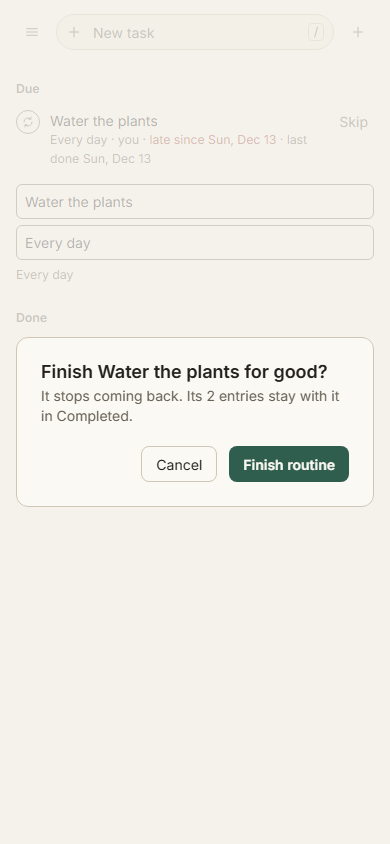 New task
/
Due
Water the plants
Skip
Every day · you · late since Sun, Dec 13 · last
done Sun, Dec 13
Water the plants
Every day
Every day
Done
Finish Water the plants for good?
It stops coming back. Its 2 entries stay with it
in Completed.
Cancel
Finish routine